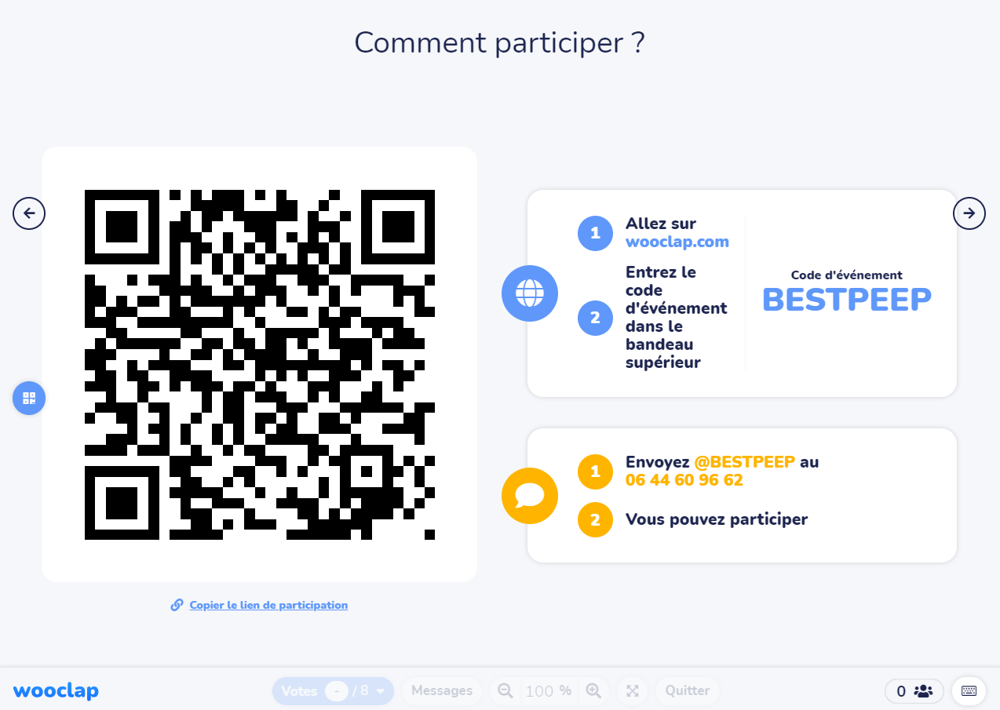 Comment participer ?
1
Allez sur
wooclap.com
2
Entrez le
code
d'événement
dans le
bandeau
supérieur
Code d'événement
BESTPEEP
1
Envoyez @BESTPEEP au
06 44 60 96 62
2
Vous pouvez participer
Copier le lien de participation
wooclap
Votes - / 8
Messages
100 %
Quitter
0